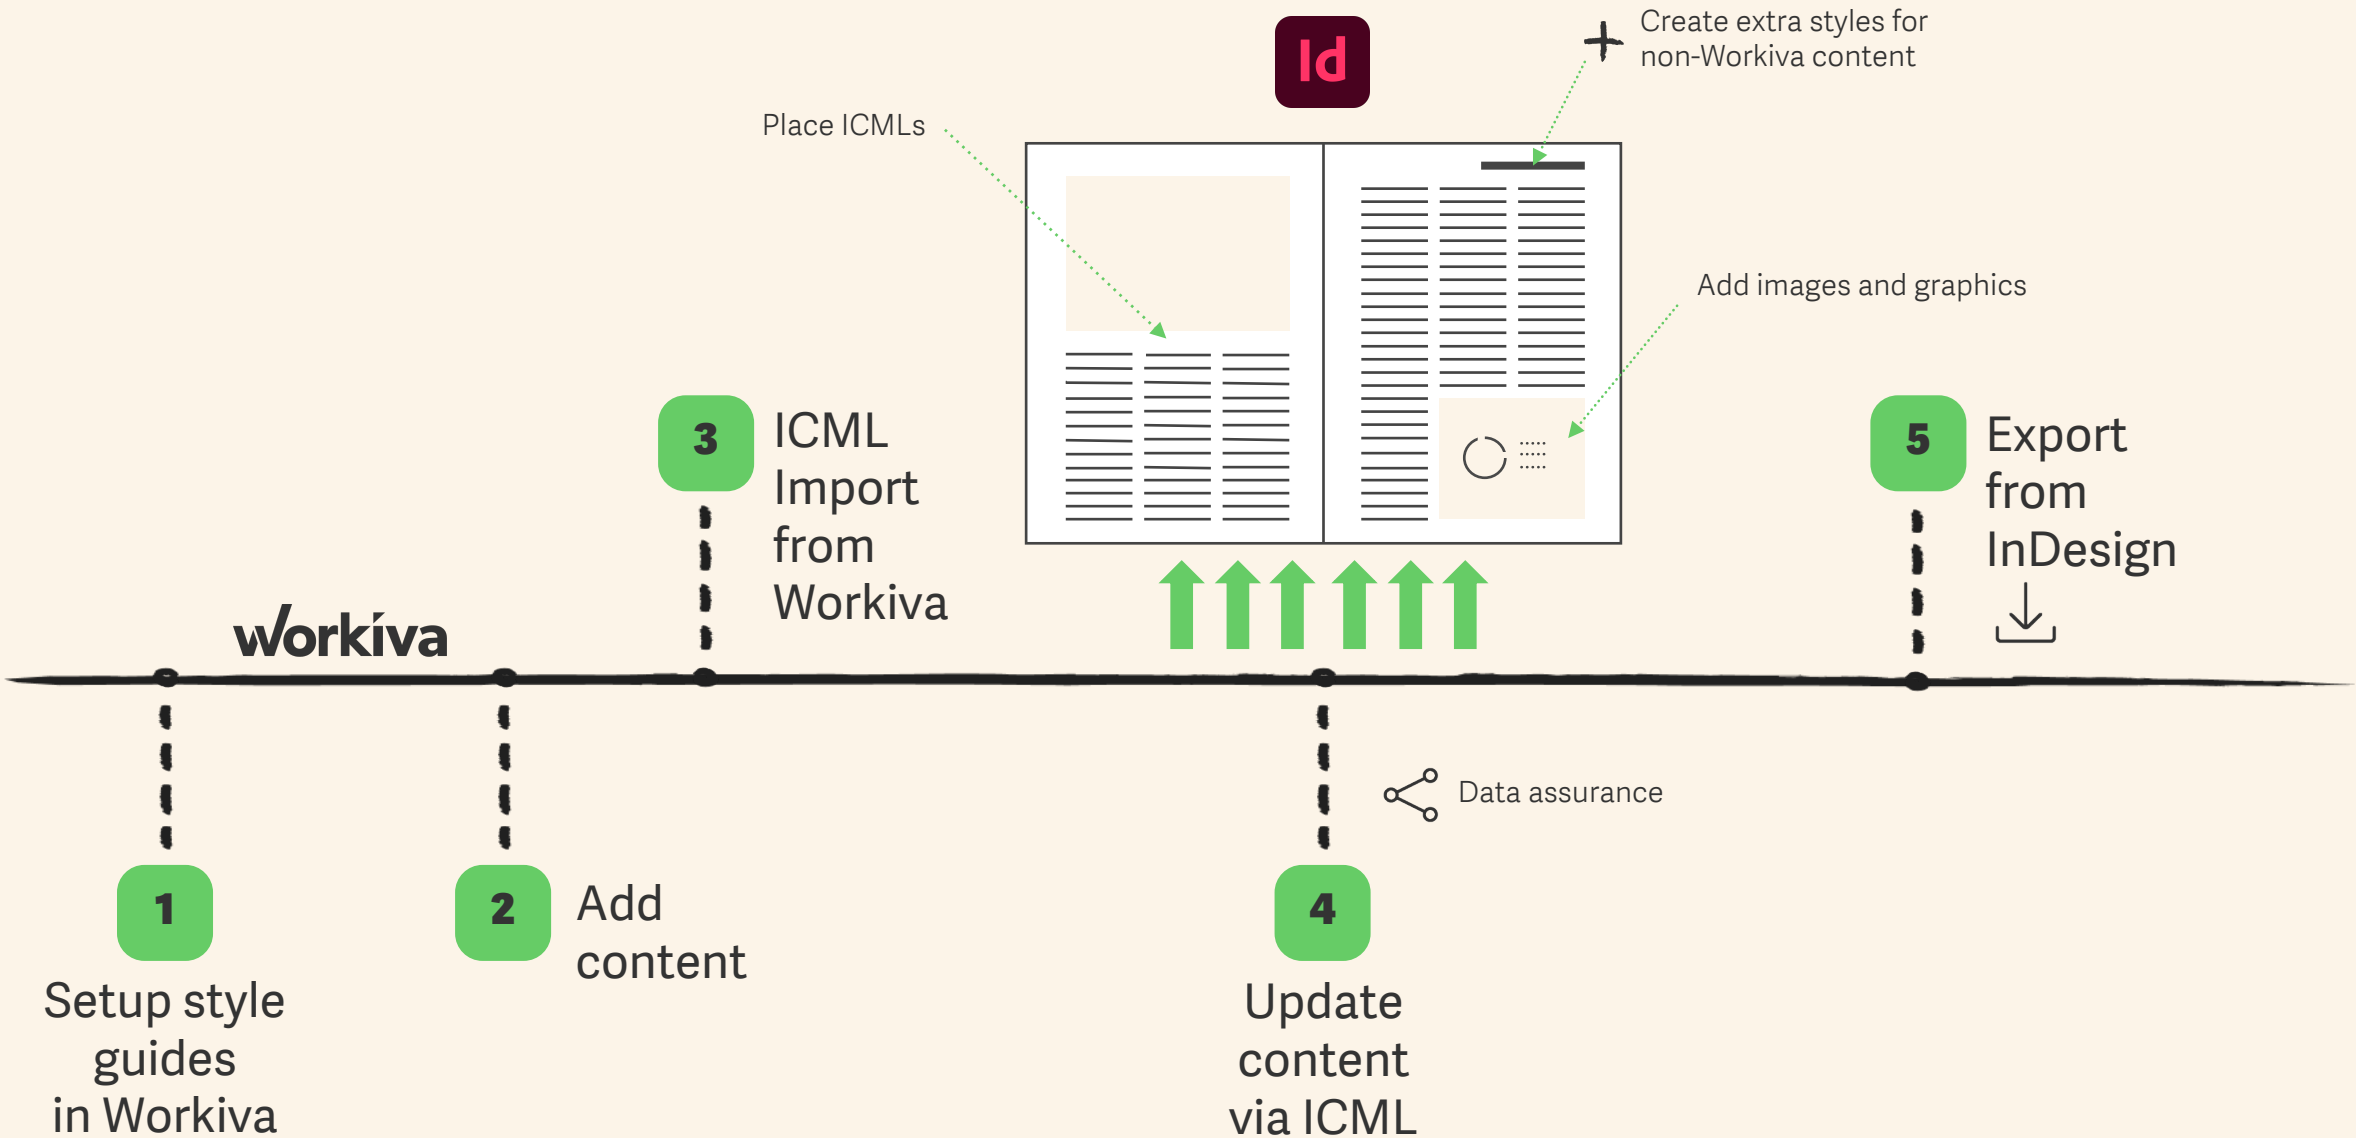 Id
Create extra styles for
non-Workiva content
Place ICMLs
Add images and graphics
3
ICML
Import
from
Workiva
5
Export
from
InDesign
workiva
Data assurance
1
Setup style
guides
in Workiva
2
Add
content
4
Update
content
via ICML